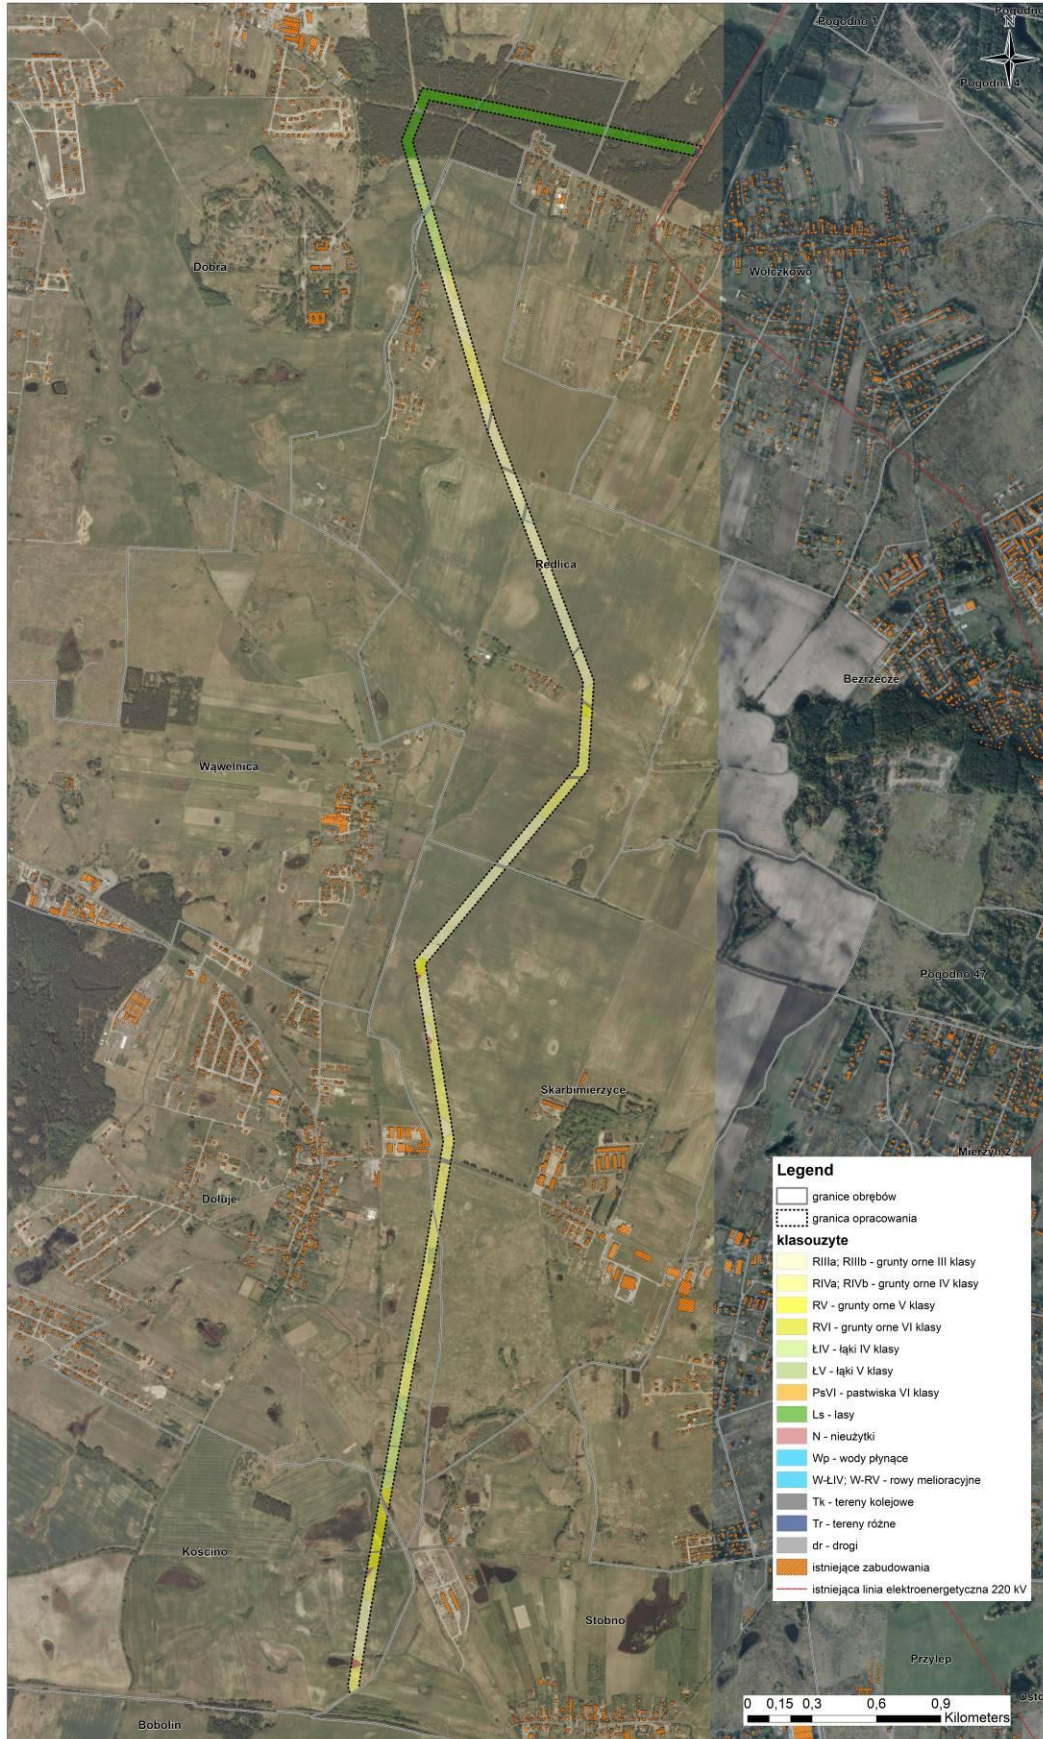 Pogodno
Pogodno 1
N
Pogodno 4
Dobra
Wołczkowo
Redlica
Bezrzecze
Wąwelnica
Pogodno 47
Skarbimierzyce
Mierzyn 2
Dołuje
Legend
granice obrębów
granica opracowania
klasouzyte
RIIIa; RIIIb - grunty orne III klasy
RIVa; RIVb - grunty orne IV klasy
RV - grunty orne V klasy
RVI - grunty orne VI klasy
ŁIV - łąki IV klasy
ŁV - łąki V klasy
PsVI - pastwiska VI klasy
Ls - lasy
N - nieużytki
Wp - wody płynące
W-ŁIV; W-RV - rowy melioracyjne
Tk - tereny kolejowe
Tr - tereny różne
dr - drogi
istniejące zabudowania
istniejąca linia elektroenergetyczna 220 kV
Kościno
Stobno
Przylep
Osto
Bobolin
0 0,15 0,3 0,6 0,9
Kilometers